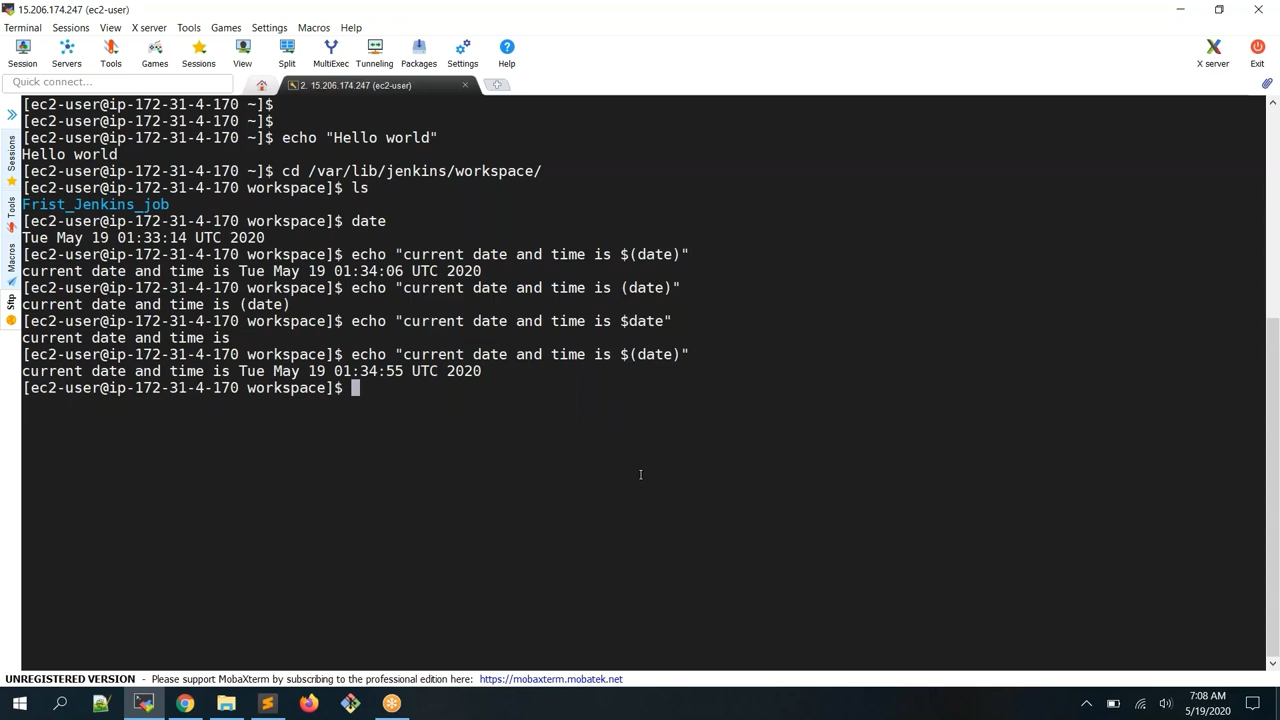 15.206.174.247 (ec2-user)
Terminal Sessions View X server Tools Games Settings Macros Help
Session Servers Tools Games Sessions View Split MultiExec Tunneling Packages Settings Help X server Exit
Quick connect...
2. 15.206.174.247 (ec2-user)
[ec2-user@ip-172-31-4-170 ~]$
[ec2-user@ip-172-31-4-170 ~]$
[ec2-user@ip-172-31-4-170 ~]$ echo "Hello world"
Hello world
[ec2-user@ip-172-31-4-170 ~]$ cd /var/lib/jenkins/workspace/
[ec2-user@ip-172-31-4-170 workspace]$ ls
Frist_Jenkins_job
[ec2-user@ip-172-31-4-170 workspace]$ date
Tue May 19 01:33:14 UTC 2020
[ec2-user@ip-172-31-4-170 workspace]$ echo "current date and time is $(date)"
current date and time is Tue May 19 01:34:06 UTC 2020
[ec2-user@ip-172-31-4-170 workspace]$ echo "current date and time is (date)"
current date and time is (date)
[ec2-user@ip-172-31-4-170 workspace]$ echo "current date and time is $date"
current date and time is
[ec2-user@ip-172-31-4-170 workspace]$ echo "current date and time is $(date)"
current date and time is Tue May 19 01:34:55 UTC 2020
[ec2-user@ip-172-31-4-170 workspace]$
Sessions
Tools
Macros
Sftp
UNREGISTERED VERSION - Please support MobaXterm by subscribing to the professional edition here: https://mobaxterm.mobatek.net
7:08 AM
5/19/2020